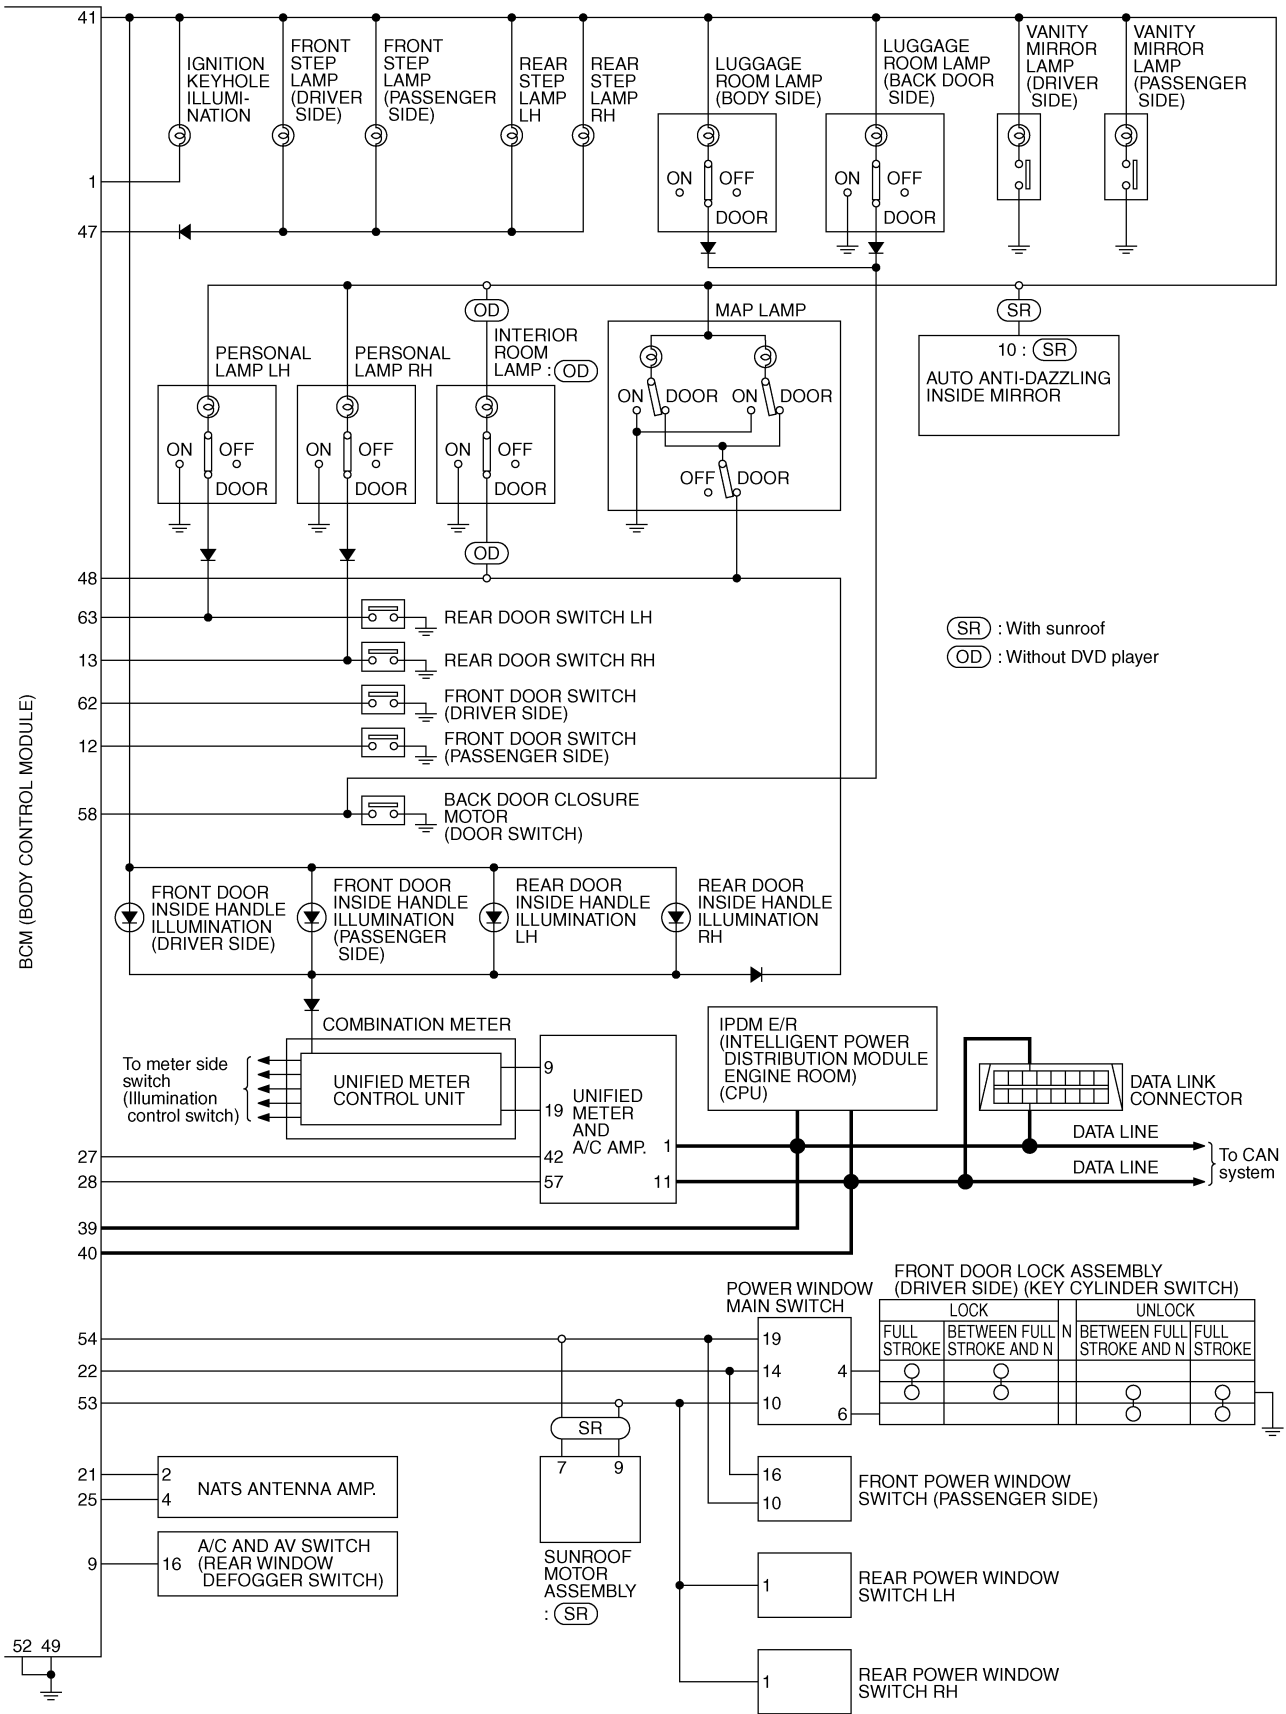 41
IGNITION
KEYHOLE
ILLUMI-
NATION
FRONT
STEP
LAMP
(DRIVER
SIDE)
FRONT
STEP
LAMP
(PASSENGER
SIDE)
REAR
STEP
LAMP
LH
REAR
STEP
LAMP
RH
LUGGAGE
ROOM LAMP
(BODY SIDE)
LUGGAGE
ROOM LAMP
(BACK DOOR
SIDE)
VANITY
MIRROR
LAMP
(DRIVER
SIDE)
VANITY
MIRROR
LAMP
(PASSENGER
SIDE)
ON OFF
DOOR
ON OFF
DOOR
1
47
OD
SR
MAP LAMP
INTERIOR
ROOM
LAMP : OD
PERSONAL
LAMP LH
PERSONAL
LAMP RH
10 : SR
AUTO ANTI-DAZZLING
INSIDE MIRROR
ON DOOR ON DOOR
OFF DOOR
ON OFF
DOOR
ON OFF
DOOR
ON OFF
DOOR
OD
48
63
REAR DOOR SWITCH LH
13
REAR DOOR SWITCH RH
62
FRONT DOOR SWITCH
(DRIVER SIDE)
12
FRONT DOOR SWITCH
(PASSENGER SIDE)
58
BACK DOOR CLOSURE
MOTOR
(DOOR SWITCH)
SR : With sunroof
OD : Without DVD player
BCM (BODY CONTROL MODULE)
FRONT DOOR
INSIDE HANDLE
ILLUMINATION
(DRIVER SIDE)
FRONT DOOR
INSIDE HANDLE
ILLUMINATION
(PASSENGER
SIDE)
REAR DOOR
INSIDE HANDLE
ILLUMINATION
LH
REAR DOOR
INSIDE HANDLE
ILLUMINATION
RH
COMBINATION METER
To meter side
switch
(Illumination
control switch)
UNIFIED METER
CONTROL UNIT
9
19
UNIFIED
METER
AND
A/C AMP.
42
57
1
11
27
28
39
40
IPDM E/R
(INTELLIGENT POWER
DISTRIBUTION MODULE
ENGINE ROOM)
(CPU)
DATA LINK
CONNECTOR
DATA LINE
DATA LINE
To CAN
system
FRONT DOOR LOCK ASSEMBLY
(DRIVER SIDE) (KEY CYLINDER SWITCH)
POWER WINDOW
MAIN SWITCH
LOCK N UNLOCK
FULL
STROKE
BETWEEN FULL
STROKE AND N
BETWEEN FULL
STROKE AND N
FULL
STROKE
54
22
53
19
14
10
4
6
SR
7 9
SUNROOF
MOTOR
ASSEMBLY
: SR
16
10
FRONT POWER WINDOW
SWITCH (PASSENGER SIDE)
21
25
2
4
NATS ANTENNA AMP.
9
16
A/C AND AV SWITCH
(REAR WINDOW
DEFOGGER SWITCH)
1
REAR POWER WINDOW
SWITCH LH
1
REAR POWER WINDOW
SWITCH RH
52 49